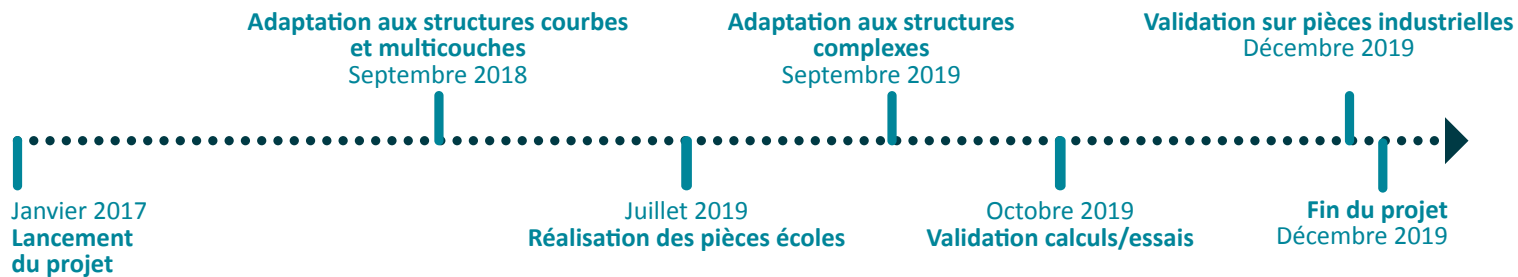 Adaptation aux structures courbes
et multicouches
Septembre 2018
Adaptation aux structures
complexes
Septembre 2019
Validation sur pièces industrielles
Décembre 2019
Janvier 2017
Lancement
du projet
Juillet 2019
Réalisation des pièces écoles
Octobre 2019
Validation calculs/essais
Fin du projet
Décembre 2019